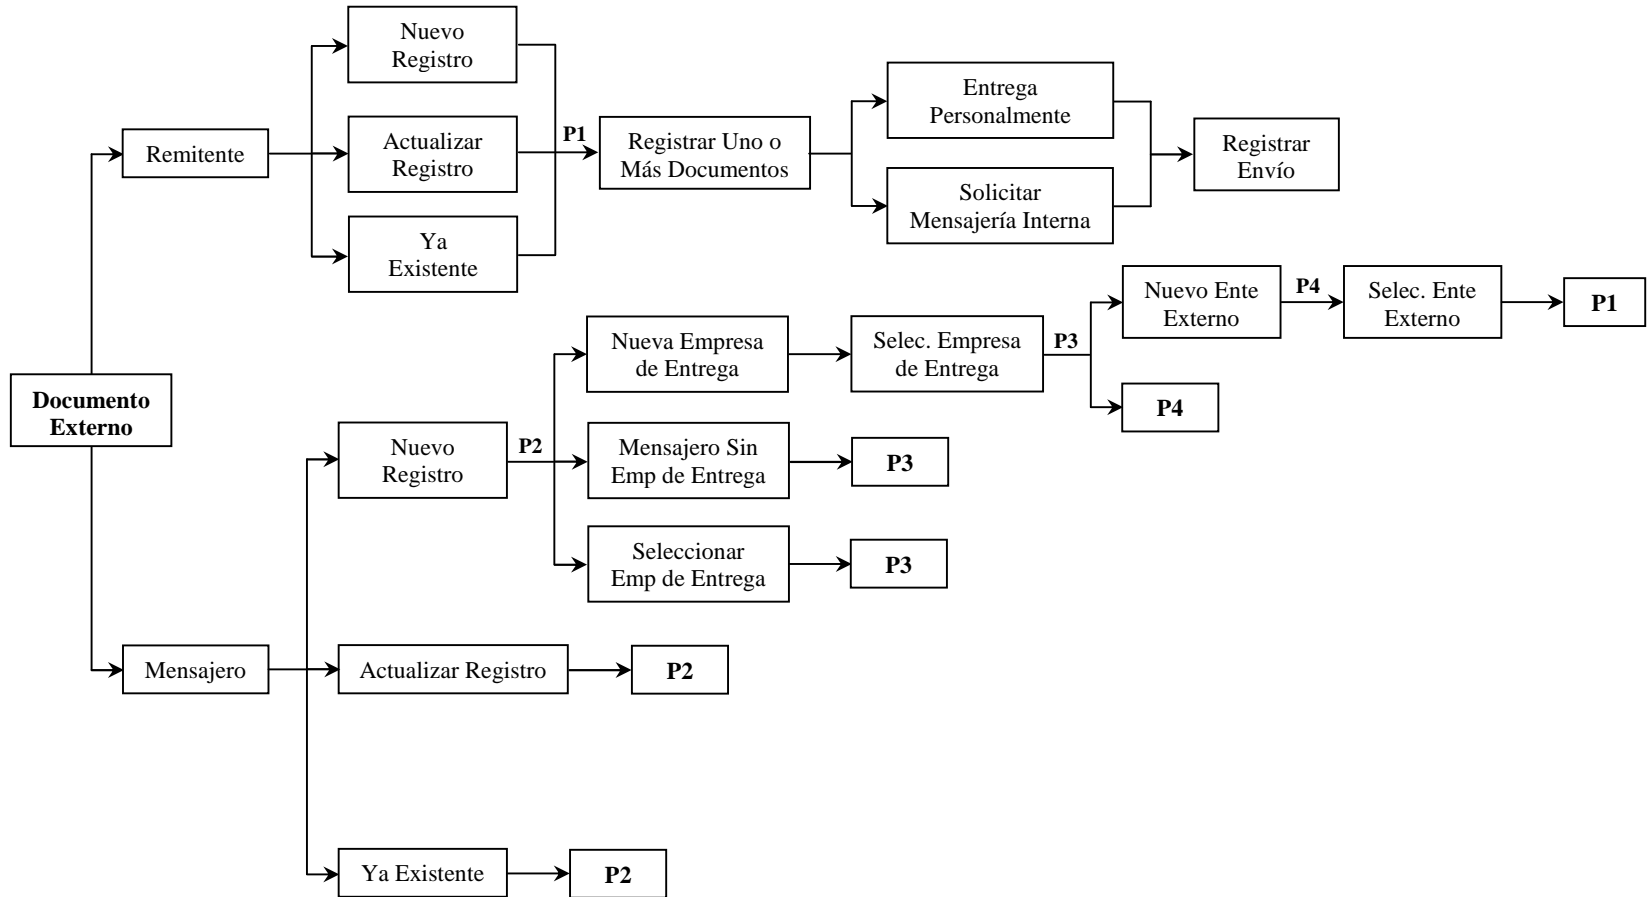 Nuevo
Registro
Actualizar
Registro
Ya
Existente
Remitente
P1
Registrar Uno o
Más Documentos
Entrega
Personalmente
Solicitar
Mensajería Interna
Registrar
Envío
Documento
Externo
Nueva Empresa
de Entrega
Selec. Empresa
de Entrega
P3
Nuevo Ente
Externo
P4
Selec. Ente
Externo
P1
P4
Nuevo
Registro
P2
Mensajero Sin
Emp de Entrega
P3
Seleccionar
Emp de Entrega
P3
Mensajero
Actualizar Registro
P2
Ya Existente
P2